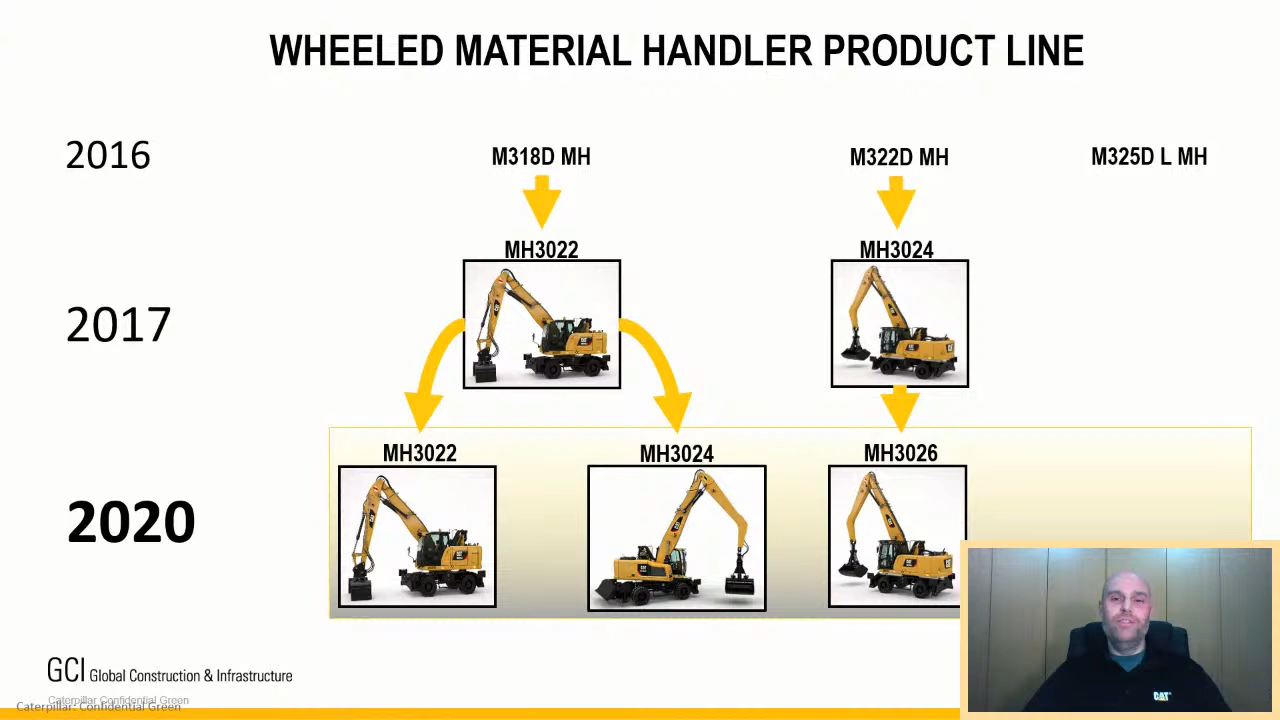 WHEELED MATERIAL HANDLER PRODUCT LINE
2016
M318D MH
M322D MH
M325D L MH
MH3022
MH3024
2017
MH3022
MH3024
MH3026
2020
GCI Global Construction & Infrastructure
Caterpillar Confidential Green
Caterpillar: Confidential Green
CAT